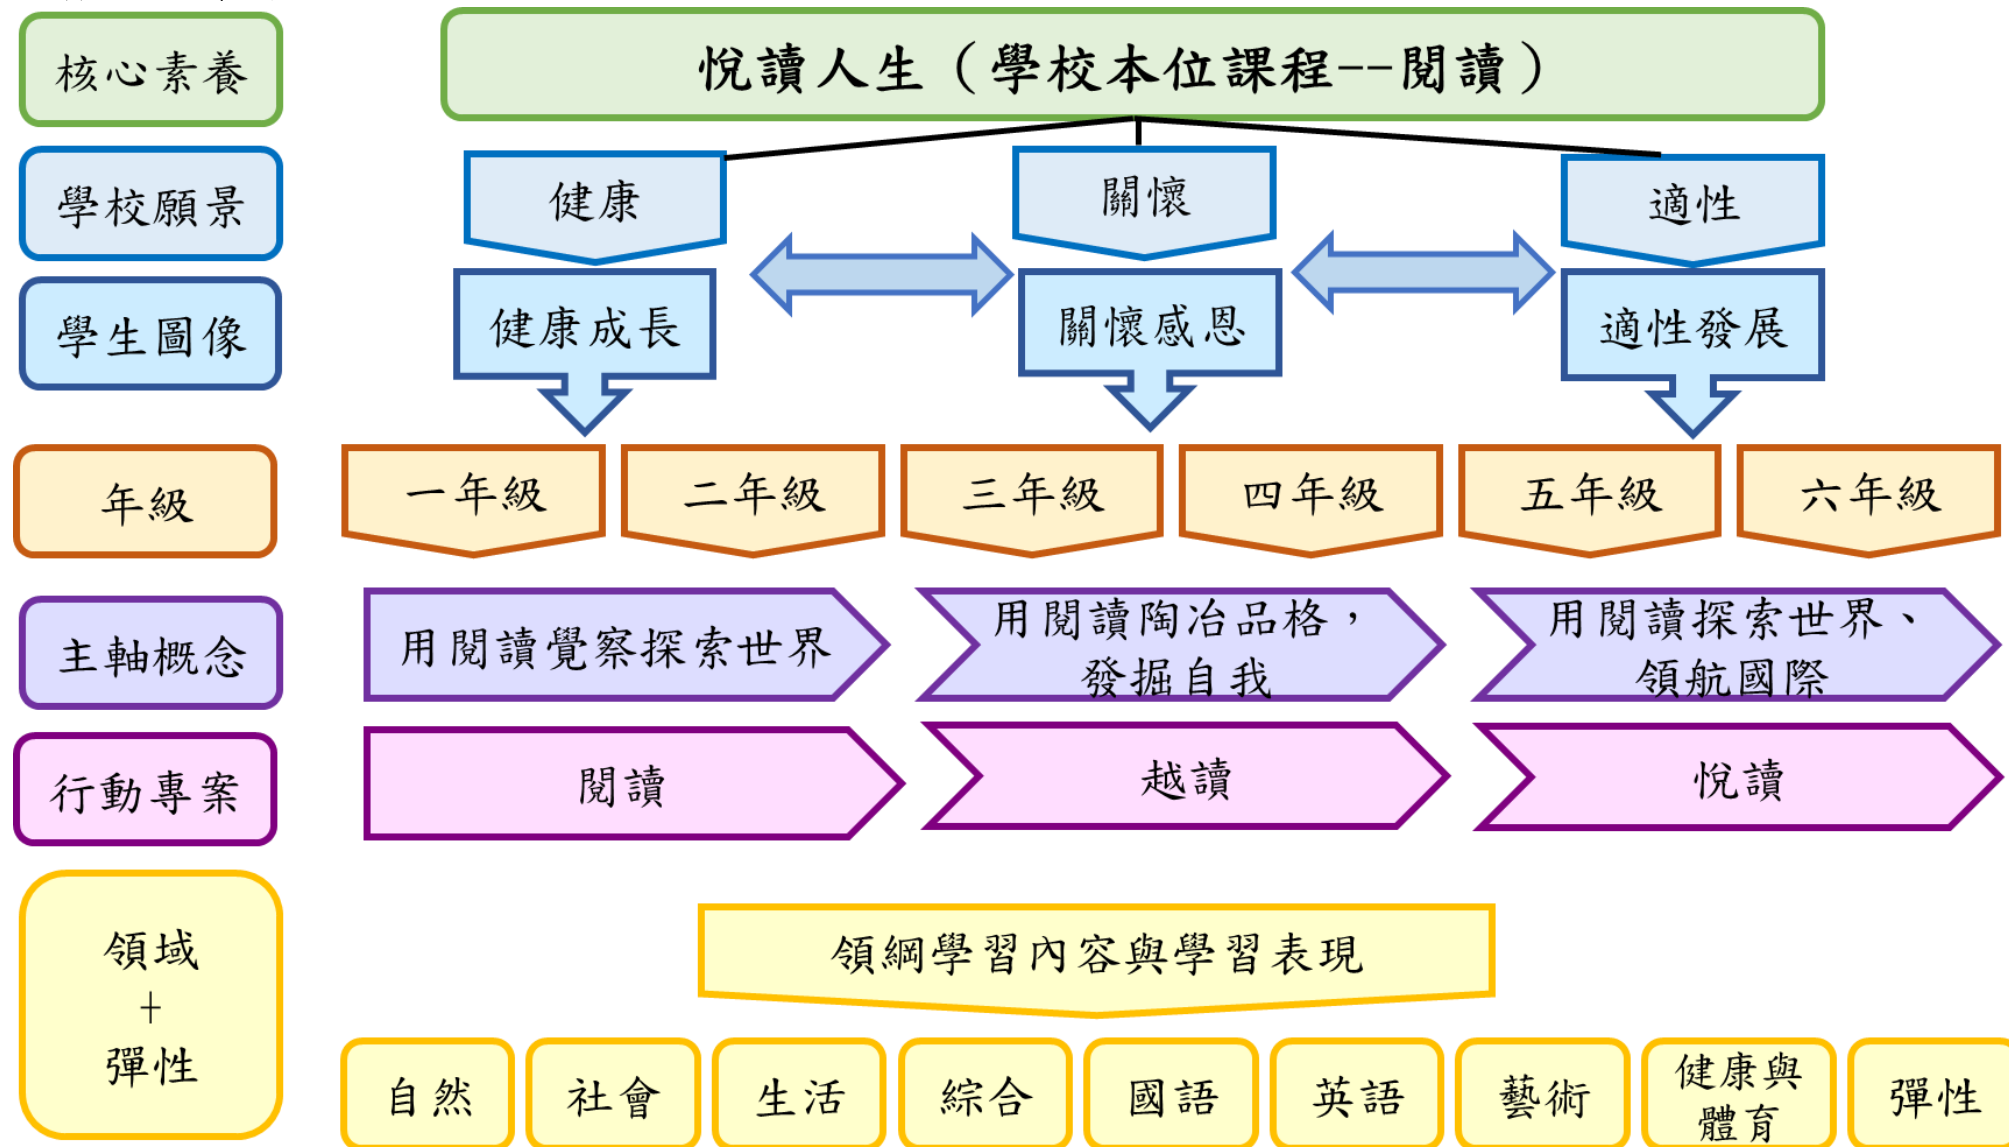 核心素養
悅讀人生（學校本位課程--閱讀）
學校願景
健康
關懷
適性
學生圖像
健康成長
關懷感恩
適性發展
年級
一年級
二年級
三年級
四年級
五年級
六年級
主軸概念
用閱讀覺察探索世界
用閱讀陶冶品格，
發掘自我
用閱讀探索世界、
領航國際
行動專案
閱讀
越讀
悅讀
領域
+
彈性
領綱學習內容與學習表現
自然
社會
生活
綜合
國語
英語
藝術
健康與
體育
彈性